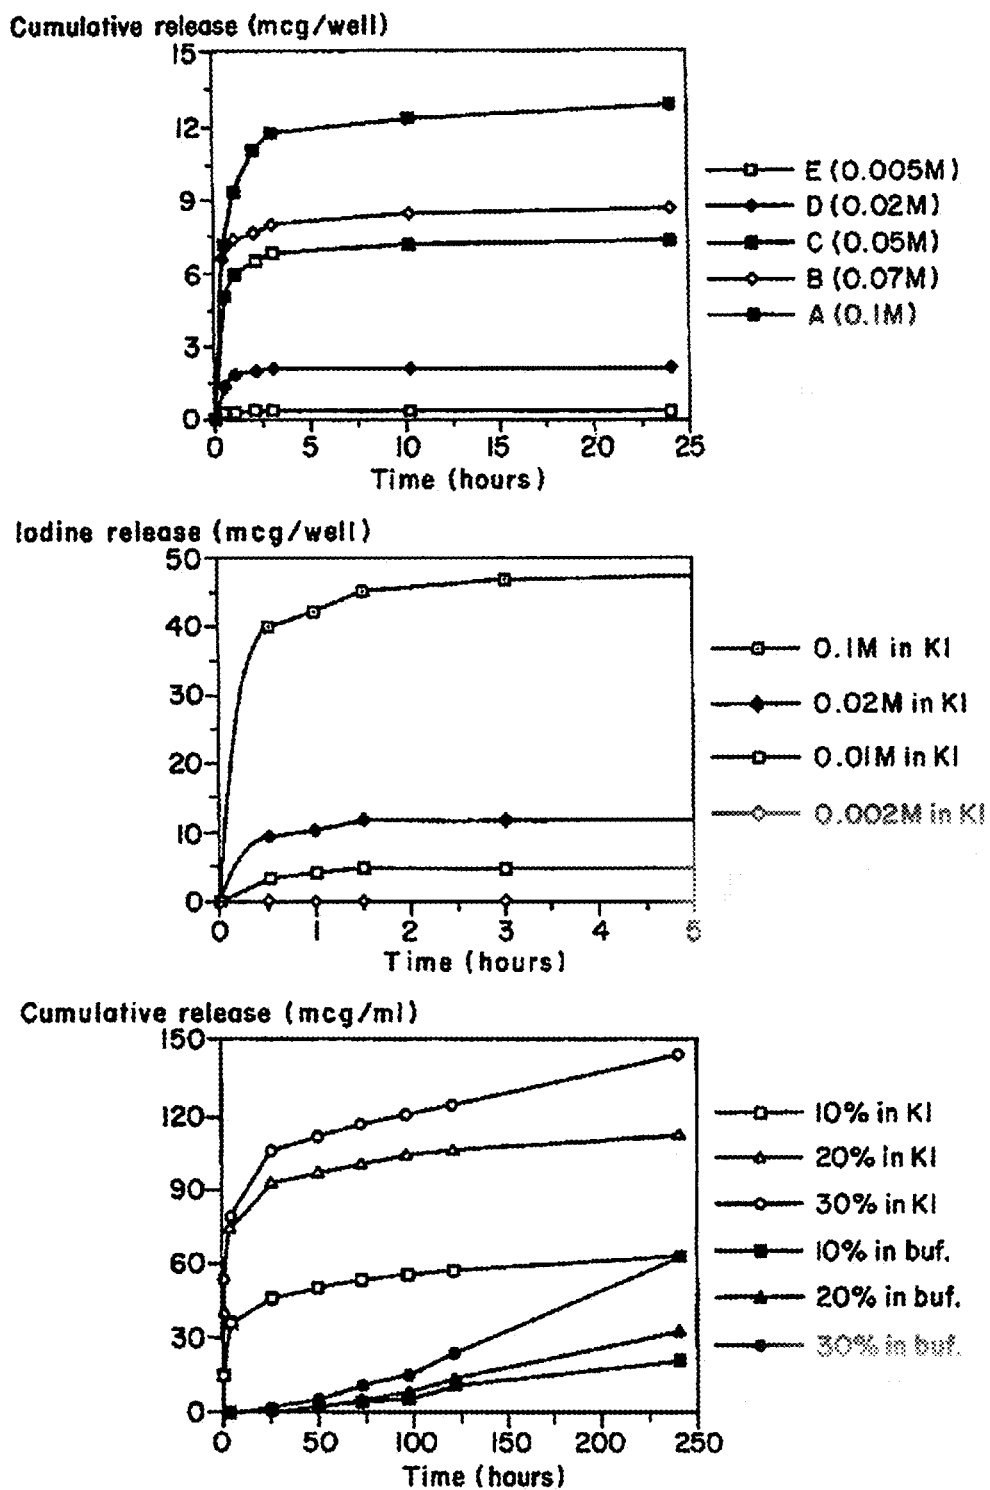 Cumulative release (mcg/well)
15
12
9
6
3
0
0 5 10 15 20 25
Time (hours)
E (0.005M)
D (0.02M)
C (0.05M)
B (0.07M)
A (0.1M)
Iodine release (mcg/well)
50
40
30
20
10
0
0 1 2 3 4 5
Time (hours)
0.1M in KI
0.02M in KI
0.01M in KI
0.002M in KI
Cumulative release (mcg/ml)
150
120
90
60
30
0
0 50 100 150 200 250
Time (hours)
10% in KI
20% in KI
30% in KI
10% in buf.
20% in buf.
30% in buf.